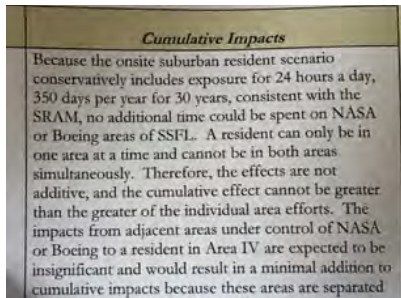 Cumulative Impacts
Because the onsite suburban resident scenario
conservatively includes exposure for 24 hours a day,
350 days per year for 30 years, consistent with the
SRAM, no additional time could be spent on NASA
or Boeing areas of SSFL. A resident can only be in
one area at a time and cannot be in both areas
simultaneously. Therefore, the effects are not
additive, and the cumulative effect cannot be greater
than the greater of the individual area efforts. The
impacts from adjacent areas under control of NASA
or Boeing to a resident in Area IV are expected to be
insignificant and would result in a minimal addition to
cumulative impacts because these areas are separated